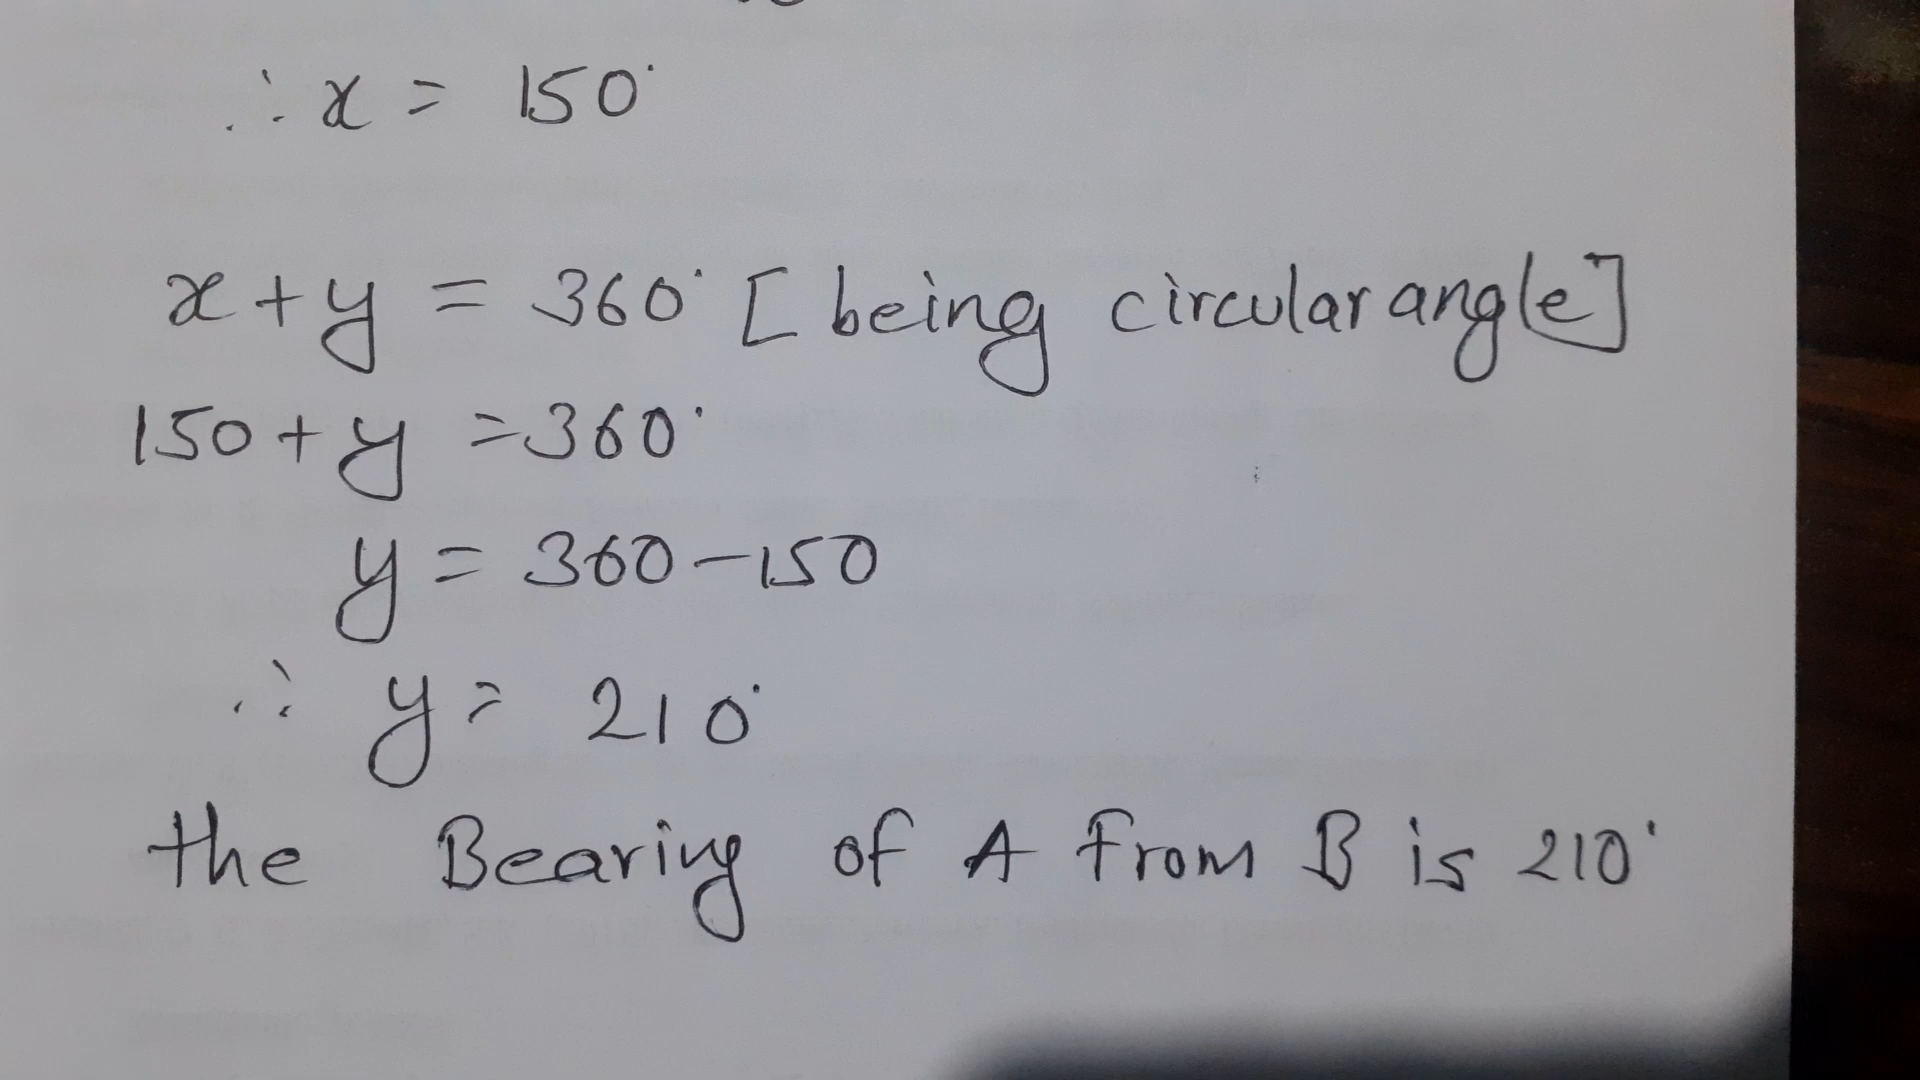 ∴ x = 150°
x + y = 360° [being circular angle]
150 + y = 360°
y = 360 - 150
∴ y = 210°
the Bearing of A from B is 210°